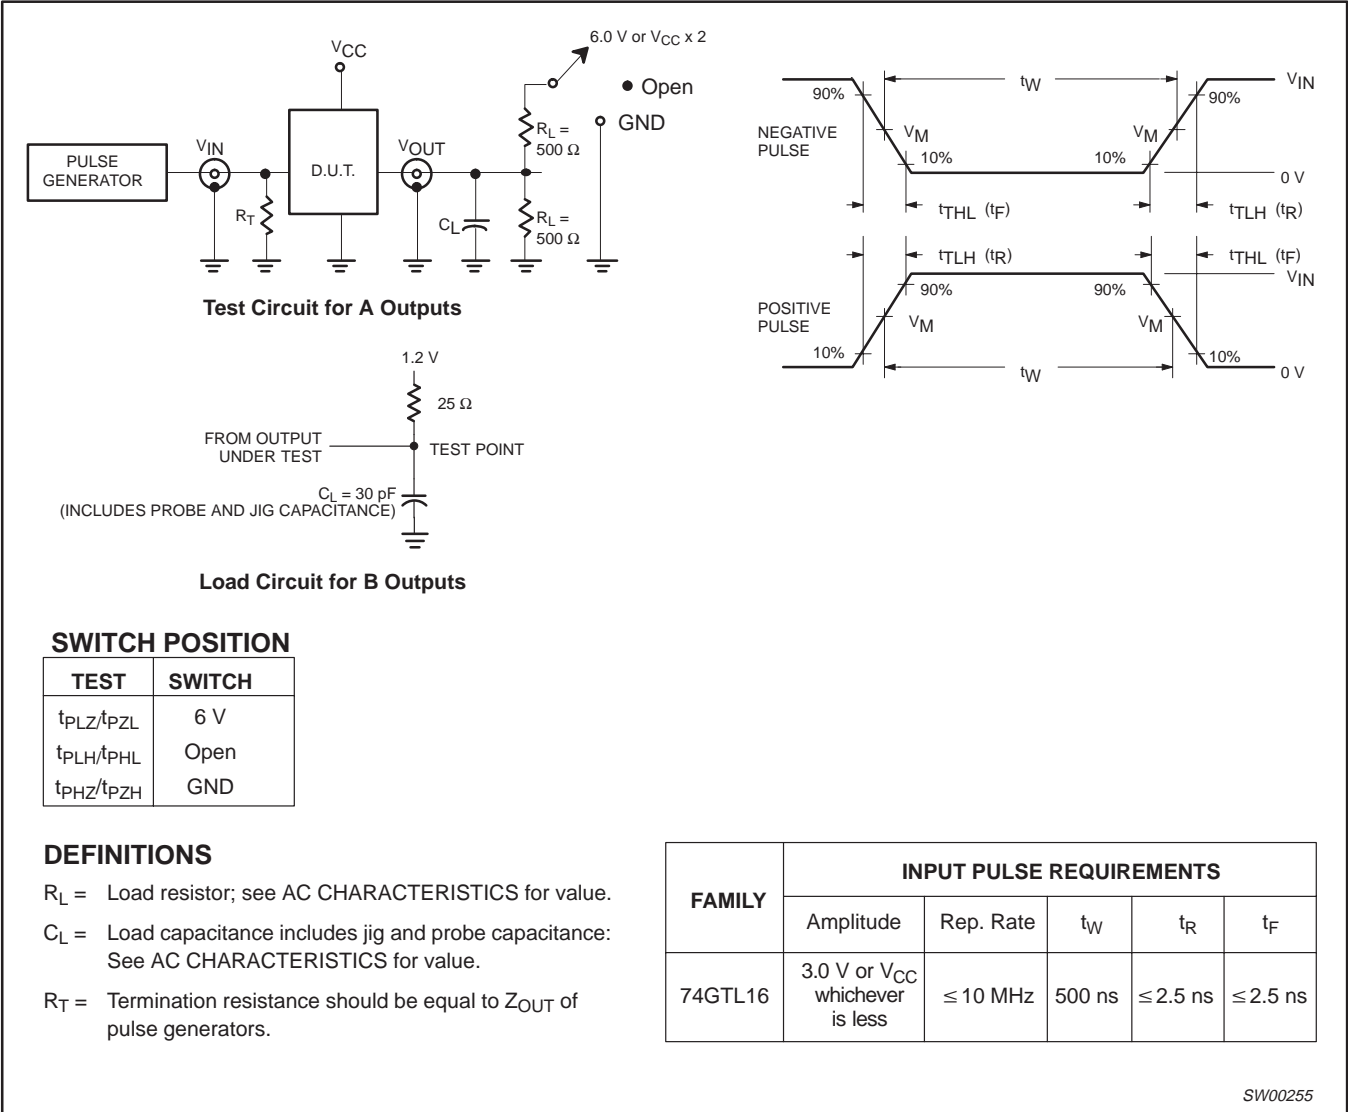 6.0 V or VCC x 2
VCC
Open
GND
RL =
500 Ω
PULSE
GENERATOR
VIN
D.U.T.
VOUT
RT
CL
RL =
500 Ω
Test Circuit for A Outputs
1.2 V
25 Ω
FROM OUTPUT
UNDER TEST
TEST POINT
CL = 30 pF
(INCLUDES PROBE AND JIG CAPACITANCE)
Load Circuit for B Outputs
tW
VIN
90%
90%
NEGATIVE
PULSE
VM
VM
10%
10%
0 V
tTHL (tF)
tTLH (tR)
tTLH (tR)
tTHL (tF)
VIN
90%
90%
POSITIVE
PULSE
VM
VM
10%
10%
tW
0 V
SWITCH POSITION
TEST SWITCH
tPLZ/tPZL 6 V
tPLH/tPHL Open
tPHZ/tPZH GND
DEFINITIONS
RL = Load resistor; see AC CHARACTERISTICS for value.
CL = Load capacitance includes jig and probe capacitance:
See AC CHARACTERISTICS for value.
RT = Termination resistance should be equal to ZOUT of
pulse generators.
FAMILY
INPUT PULSE REQUIREMENTS
Amplitude Rep. Rate tW tR tF
74GTL16
3.0 V or VCC
whichever
is less
≤ 10 MHz 500 ns ≤ 2.5 ns ≤ 2.5 ns
SW00255